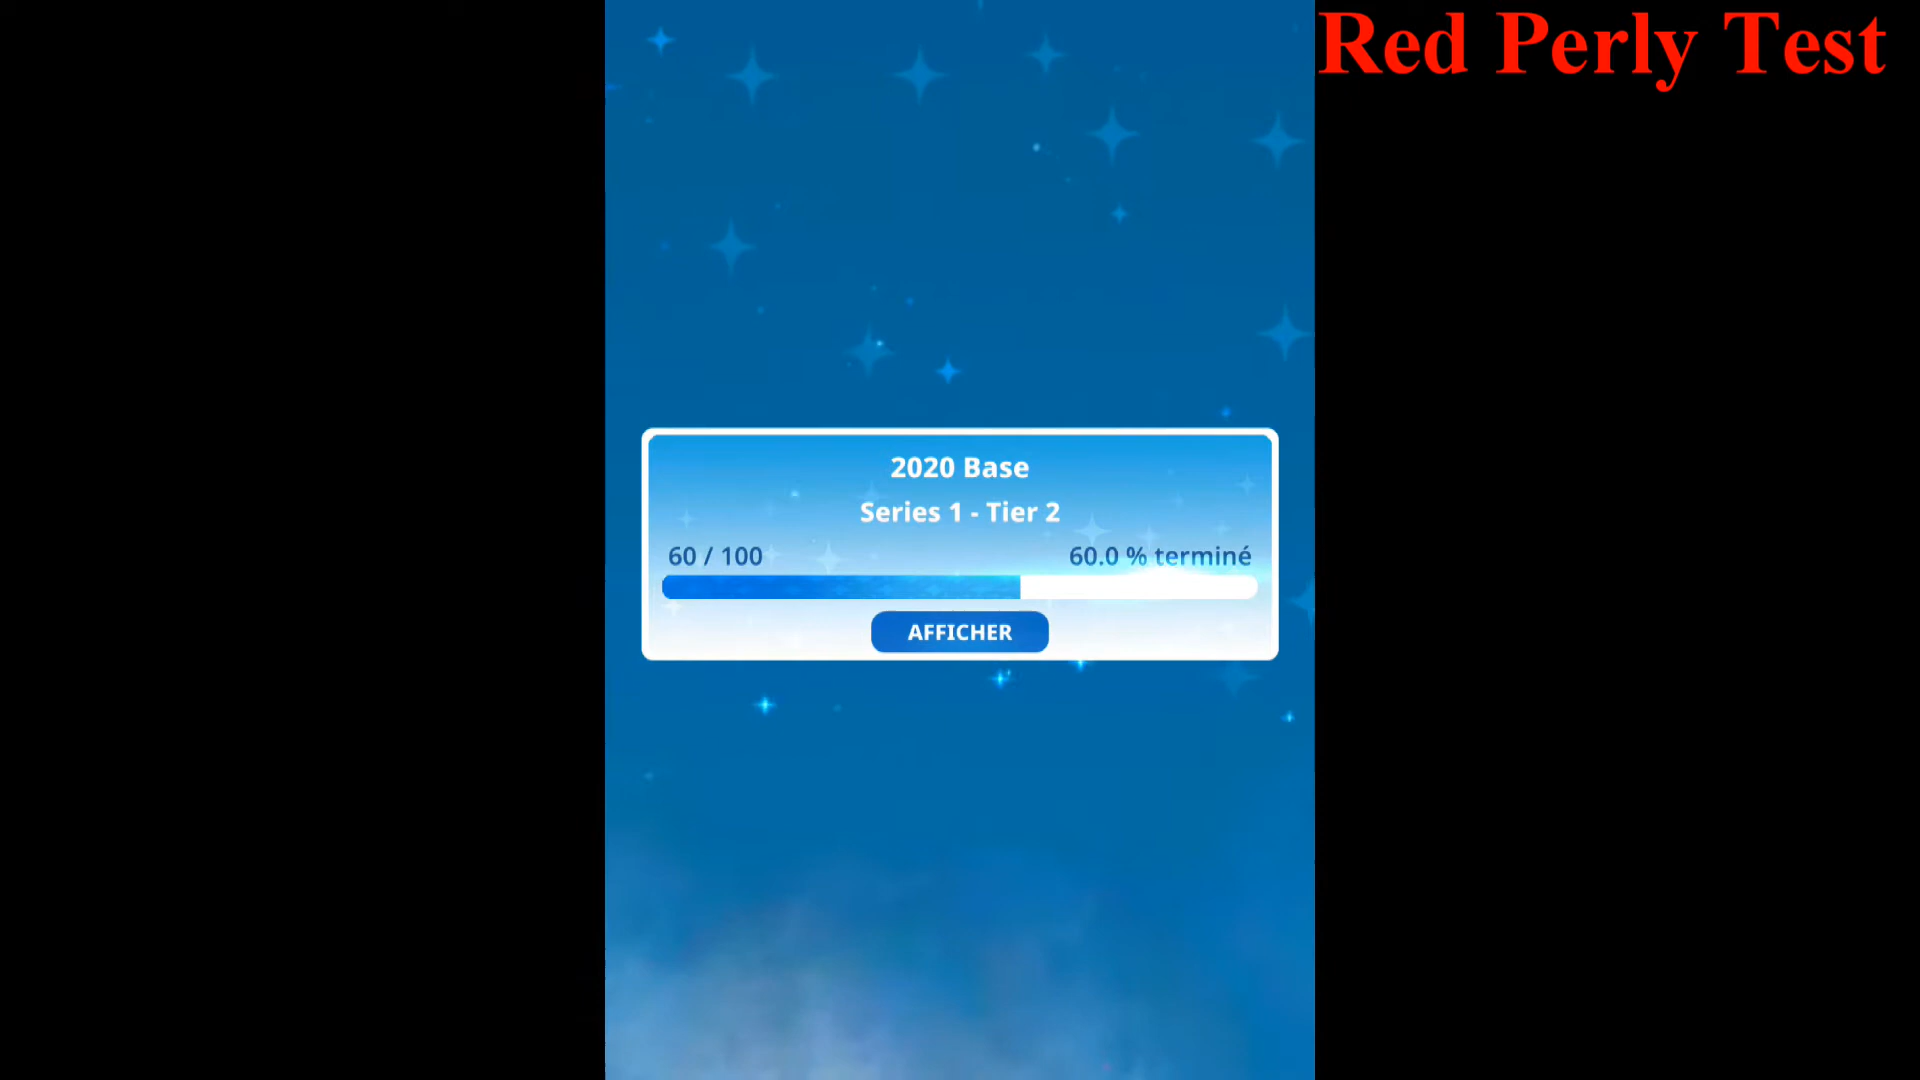 Red Perly Test
2020 Base
Series 1 - Tier 2
60 / 100
60.0 % terminé
AFFICHER